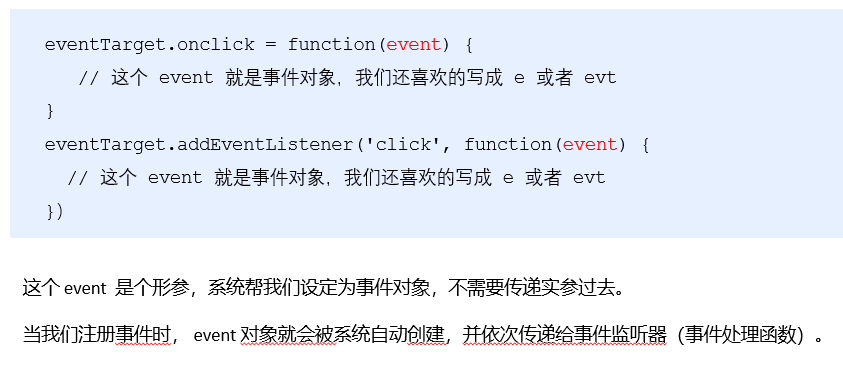 eventTarget.onclick = function(event) {
// 这个 event 就是事件对象，我们还喜欢的写成 e 或者 evt
}
eventTarget.addEventListener('click', function(event) {
// 这个 event 就是事件对象，我们还喜欢的写成 e 或者 evt
})
这个 event 是个形参，系统帮我们设定为事件对象，不需要传递实参过去。
当我们注册事件时， event 对象就会被系统自动创建，并依次传递给事件监听器（事件处理函数）。